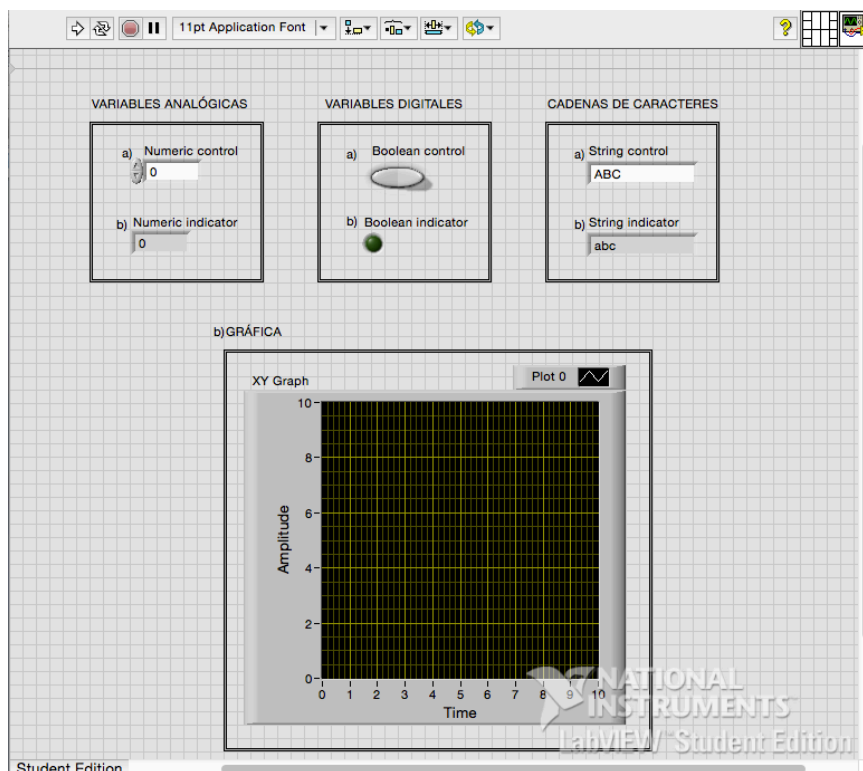 11pt Application Font
?
VARIABLES ANALÓGICAS
VARIABLES DIGITALES
CADENAS DE CARACTERES
a) Numeric control
0
b) Numeric indicator
0
a) Boolean control
b) Boolean indicator
a) String control
ABC
b) String indicator
abc
b)GRÁFICA
XY Graph
Plot 0
10
8
6
4
2
0
Amplitude
0 1 2 3 4 5 6 7 8 9 10
Time
NATIONAL
INSTRUMENTS™
LabVIEW™ Student Edition
Student Edition